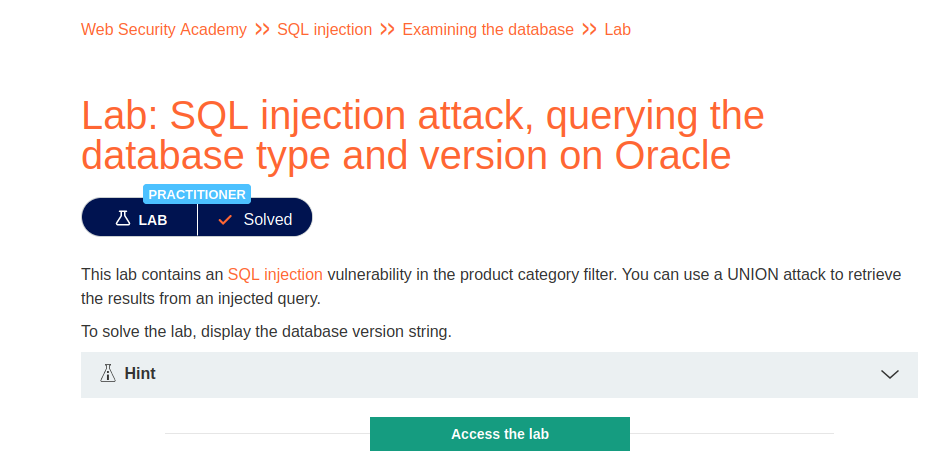 Web Security Academy >> SQL injection >> Examining the database >> Lab
Lab: SQL injection attack, querying the
database type and version on Oracle
PRACTITIONER
LAB Solved
This lab contains an SQL injection vulnerability in the product category filter. You can use a UNION attack to retrieve
the results from an injected query.
To solve the lab, display the database version string.
Hint
Access the lab